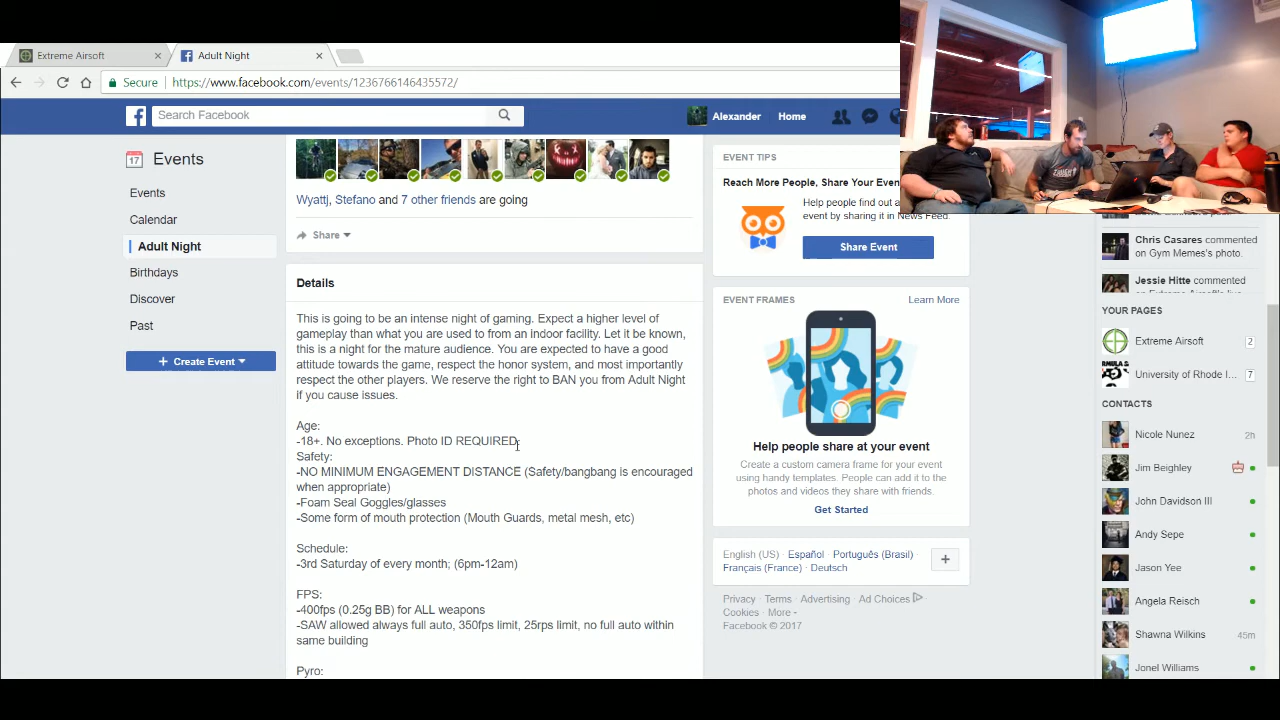 Extreme Airsoft
Adult Night
Secure https://www.facebook.com/events/1236766146435572/
Search Facebook
Alexander Home
17 Events
Events
Calendar
Adult Night
Birthdays
Discover
Past
+ Create Event
Wyattj, Stefano and 7 other friends are going
Share
Details
This is going to be an intense night of gaming. Expect a higher level of
gameplay than what you are used to from an indoor facility. Let it be known,
this is a night for the mature audience. You are expected to have a good
attitude towards the game, respect the honor system, and most importantly
respect the other players. We reserve the right to BAN you from Adult Night
if you cause issues.
Age:
-18+. No exceptions. Photo ID REQUIRED.
Safety:
-NO MINIMUM ENGAGEMENT DISTANCE (Safety/bangbang is encouraged
when appropriate)
-Foam Seal Goggles/glasses
-Some form of mouth protection (Mouth Guards, metal mesh, etc)
Schedule:
-3rd Saturday of every month; (6pm-12am)
FPS:
-400fps (0.25g BB) for ALL weapons
-SAW allowed always full auto, 350fps limit, 25rps limit, no full auto within
same building
Pyro:
EVENT TIPS
Reach More People, Share Your Even
Help people find out a
event by sharing it in News Feed.
Share Event
EVENT FRAMES Learn More
Help people share at your event
Create a custom camera frame for your event
using handy templates. People can add it to the
photos and videos they share with friends.
Get Started
English (US) · Español · Português (Brasil) ·
Français (France) · Deutsch
+
Privacy · Terms · Advertising · Ad Choices ·
Cookies · More
Facebook © 2017
Chris Casares commented
on Gym Memes's photo.
Jessie Hitte commented
YOUR PAGES
Extreme Airsoft 2
University of Rhode I... 7
CONTACTS
Nicole Nunez 2h
Jim Beighley
John Davidson III
Andy Sepe
Jason Yee
Angela Reisch
Shawna Wilkins 45m
Jonel Williams